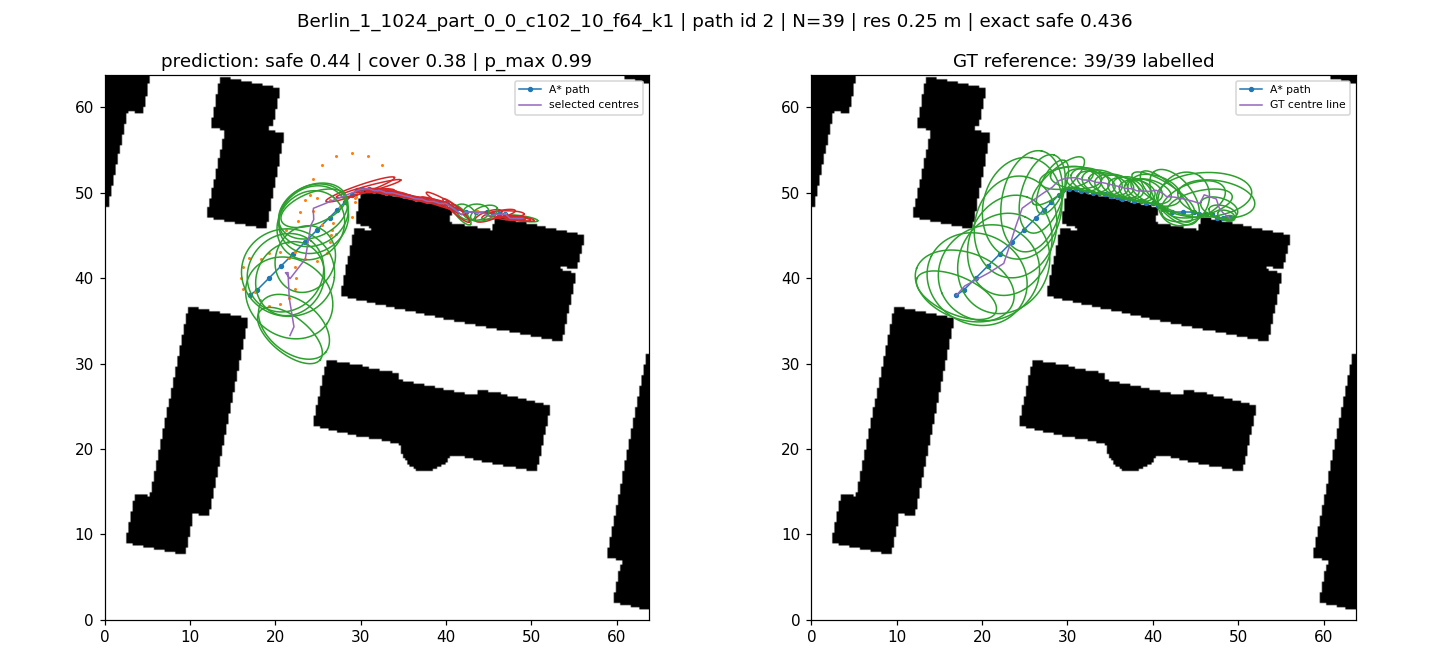 Berlin_1_1024_part_0_0_c102_10_f64_k1 | path id 2 | N=39 | res 0.25 m | exact safe 0.436
prediction: safe 0.44 | cover 0.38 | p_max 0.99
A* path
selected centres
60
50
40
30
20
10
0
0 10 20 30 40 50 60
GT reference: 39/39 labelled
A* path
GT centre line
60
50
40
30
20
10
0
0 10 20 30 40 50 60